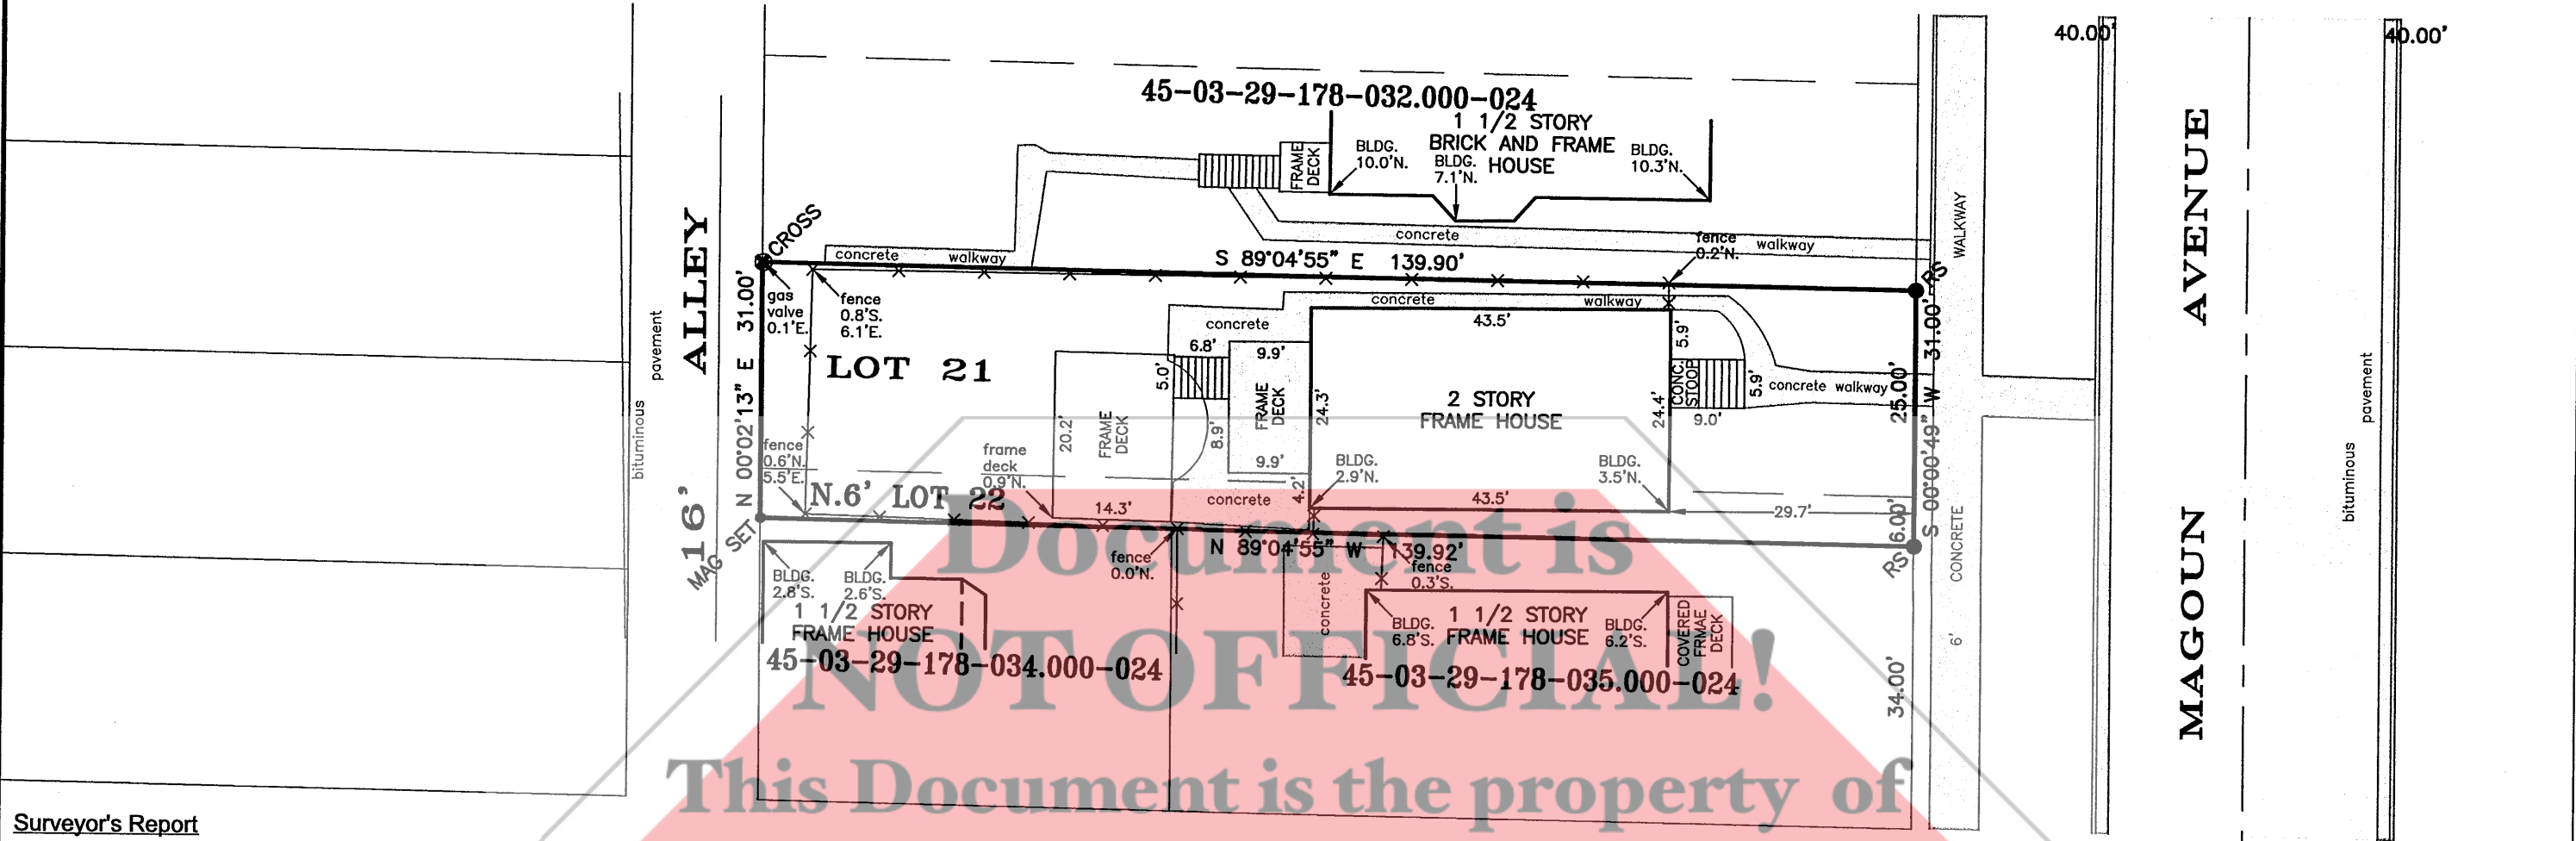 40.00'
40.00'
45-03-29-178-032.000-024
1 1/2 STORY
BRICK AND FRAME
HOUSE
BLDG.
10.0'N.
BLDG.
7.1'N.
BLDG.
10.3'N.
FRAME
DECK
CROSS
concrete walkway
concrete walkway
S 89°04'55" E 139.90'
fence
0.2'N.
RS
WALKWAY
AVENUE
ALLEY
pavement
bituminous
16'
N 00°02'13" E 31.00'
gas
valve
0.1'E.
fence
0.8'S.
6.1'E.
LOT 21
concrete walkway
concrete
43.5'
6.8'
9.9'
5.0'
5.9'
20.2'
FRAME
DECK
8.9'
FRAME
DECK
24.3'
2 STORY
FRAME HOUSE
24.4'
CONC.
STOOP
5.9'
9.0'
concrete walkway
25.00'
31.00'
S 00°00'49" W
pavement
bituminous
fence
0.6'N.
5.5'E.
frame
deck
0.9'N.
9.9'
BLDG.
2.9'N.
BLDG.
3.5'N.
N.6' LOT 22
14.3'
concrete
4.2'
43.5'
29.7'
6.00'
MAG SET
RS
CONCRETE
6'
fence
0.0'N.
N 89°04'55" W 139.92'
fence
0.3'S.
BLDG.
2.8'S.
BLDG.
2.6'S.
1 1/2 STORY
FRAME HOUSE
45-03-29-178-034.000-024
concrete
BLDG.
6.8'S.
1 1/2 STORY
FRAME HOUSE
BLDG.
6.2'S.
COVERED
FRMAE
DECK
45-03-29-178-035.000-024
34.00'
MAGOUN
Document is
NOT OFFICIAL!
This Document is the property of
Surveyor's Report